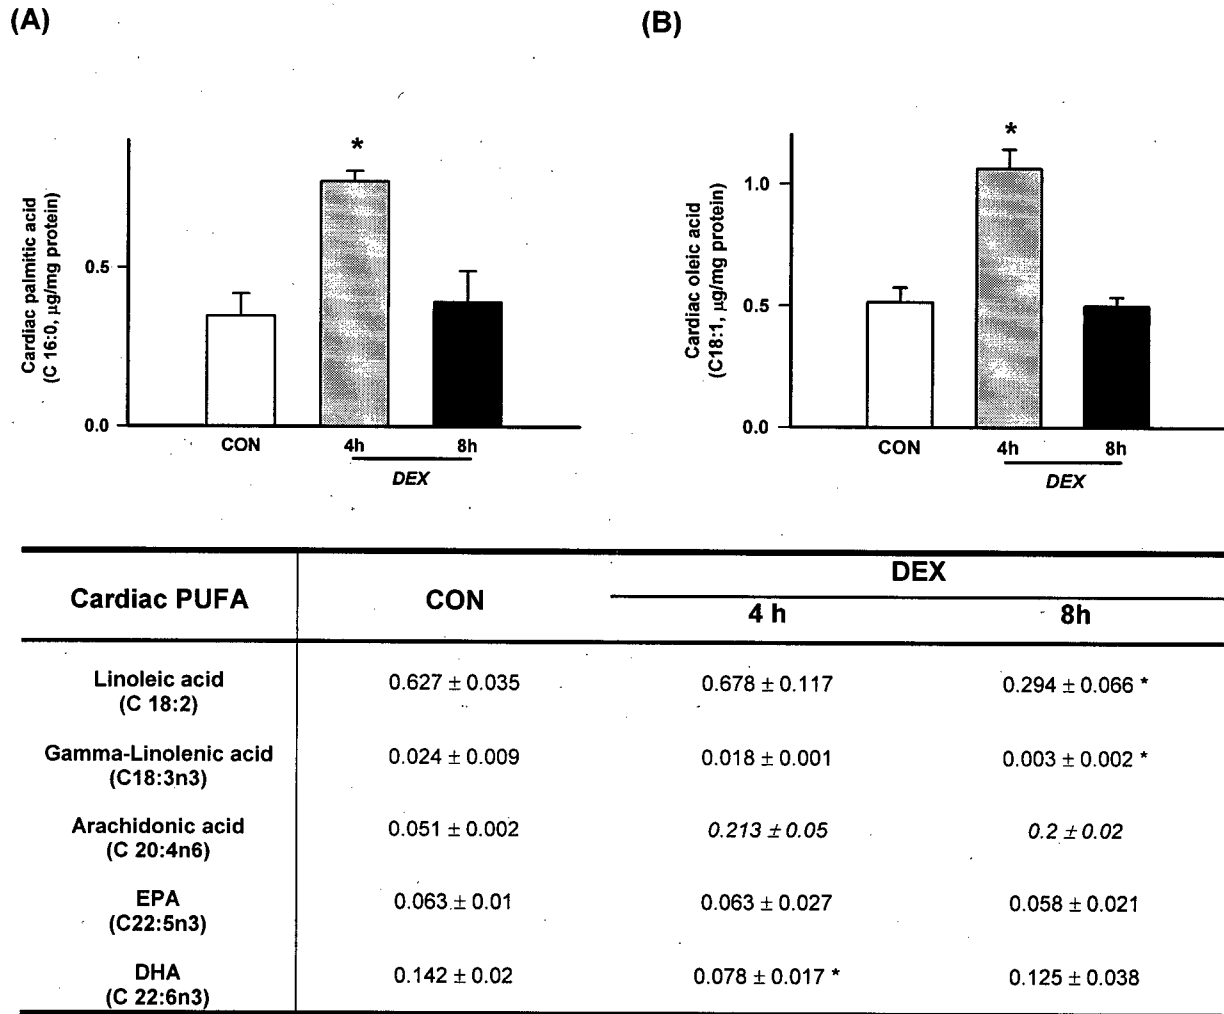 (A)
(B)
*
Cardiac palmitic acid
(C 16:0, μg/mg protein)
0.5
0.0
CON
4h
8h
DEX
*
Cardiac oleic acid
(C18:1, μg/mg protein)
1.0
0.5
0.0
CON
4h
8h
DEX
Cardiac PUFA CON DEX
4 h 8h
Linoleic acid
(C 18:2)
0.627 ± 0.035 0.678 ± 0.117 0.294 ± 0.066 *
Gamma-Linolenic acid
(C18:3n3)
0.024 ± 0.009 0.018 ± 0.001 0.003 ± 0.002 *
Arachidonic acid
(C 20:4n6)
0.051 ± 0.002 0.213 ± 0.05 0.2 ± 0.02
EPA
(C22:5n3)
0.063 ± 0.01 0.063 ± 0.027 0.058 ± 0.021
DHA
(C 22:6n3)
0.142 ± 0.02 0.078 ± 0.017 * 0.125 ± 0.038